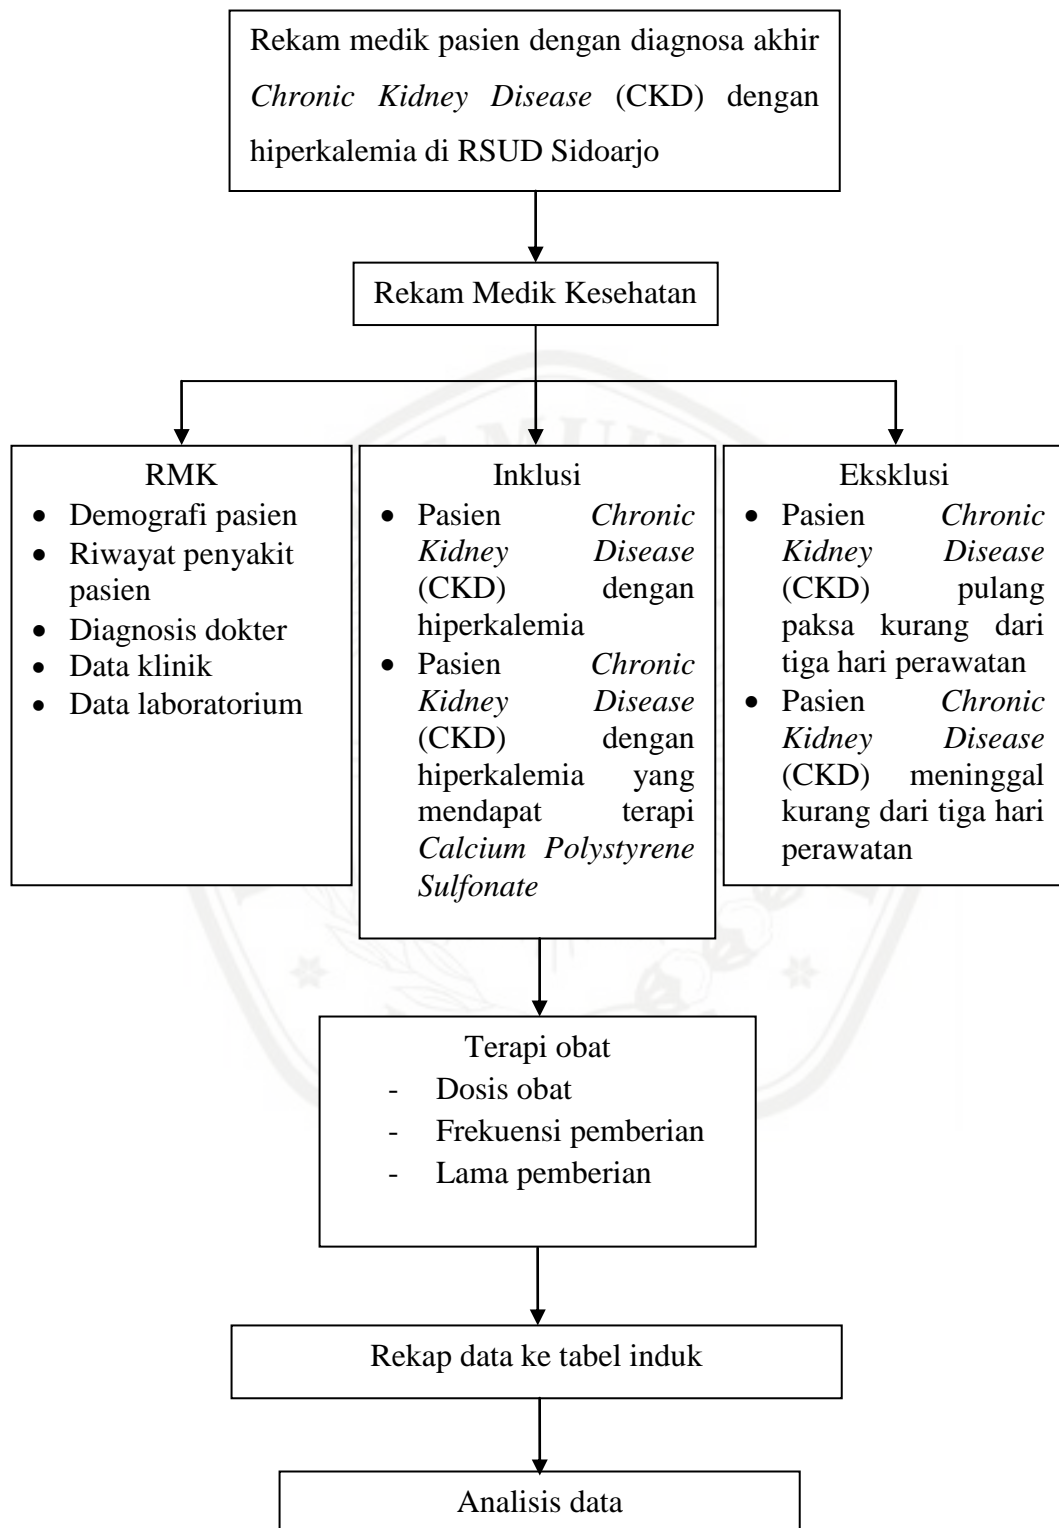 Rekam medik pasien dengan diagnosa akhir
Chronic Kidney Disease (CKD) dengan
hiperkalemia di RSUD Sidoarjo
Rekam Medik Kesehatan
RMK
• Demografi pasien
• Riwayat penyakit
pasien
• Diagnosis dokter
• Data klinik
• Data laboratorium
Inklusi
• Pasien Chronic
Kidney Disease
(CKD) dengan
hiperkalemia
• Pasien Chronic
Kidney Disease
(CKD) dengan
hiperkalemia yang
mendapat terapi
Calcium Polystyrene
Sulfonate
Eksklusi
• Pasien Chronic
Kidney Disease
(CKD) pulang
paksa kurang dari
tiga hari perawatan
• Pasien Chronic
Kidney Disease
(CKD) meninggal
kurang dari tiga hari
perawatan
Terapi obat
- Dosis obat
- Frekuensi pemberian
- Lama pemberian
Rekap data ke tabel induk
Analisis data